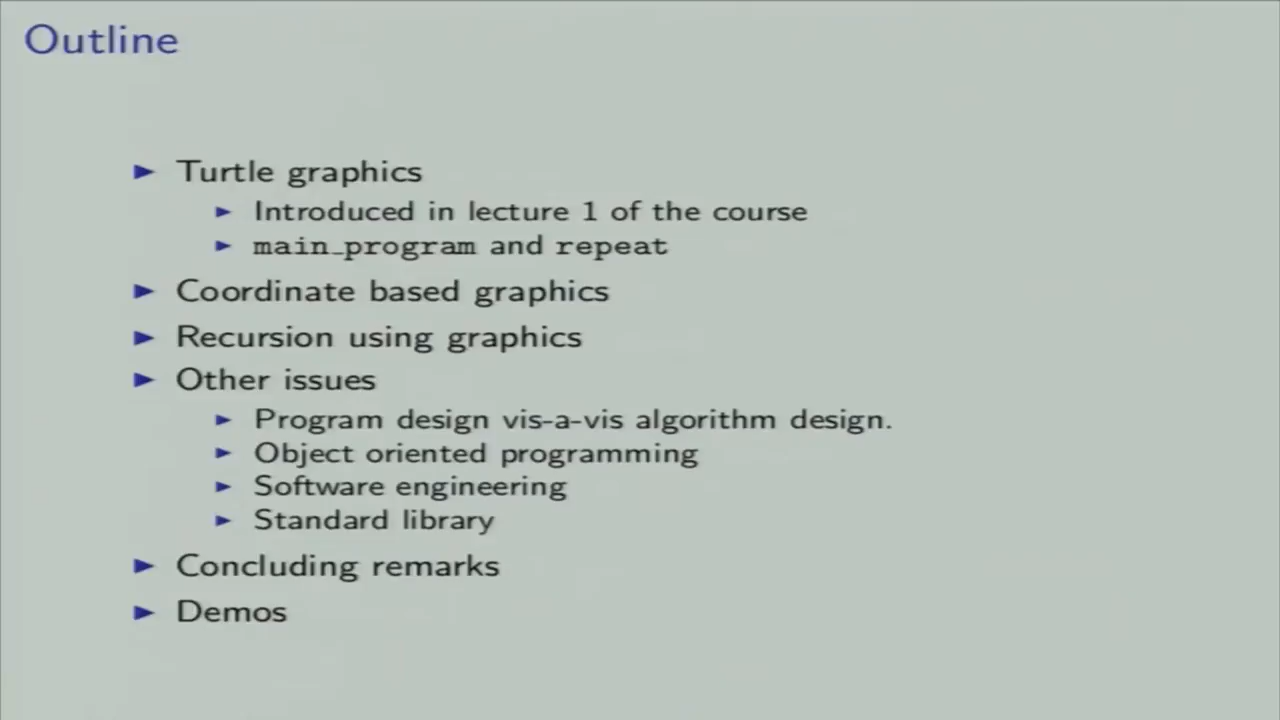 Outline
Turtle graphics
Introduced in lecture 1 of the course
main_program and repeat
Coordinate based graphics
Recursion using graphics
Other issues
Program design vis-a-vis algorithm design.
Object oriented programming
Software engineering
Standard library
Concluding remarks
Demos